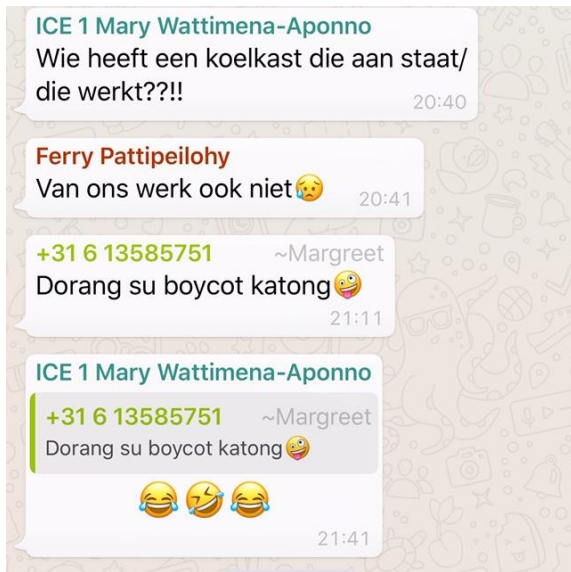 ICE 1 Mary Wattimena-Aponno
Wie heeft een koelkast die aan staat/
die werkt??!!
20:40
Ferry Pattipeilohy
Van ons werk ook niet😥
20:41
+31 6 13585751 ~Margreet
Dorang su boycot katong🤪
21:11
ICE 1 Mary Wattimena-Aponno
+31 6 13585751 ~Margreet
Dorang su boycot katong🤪
😂🤣😂
21:41